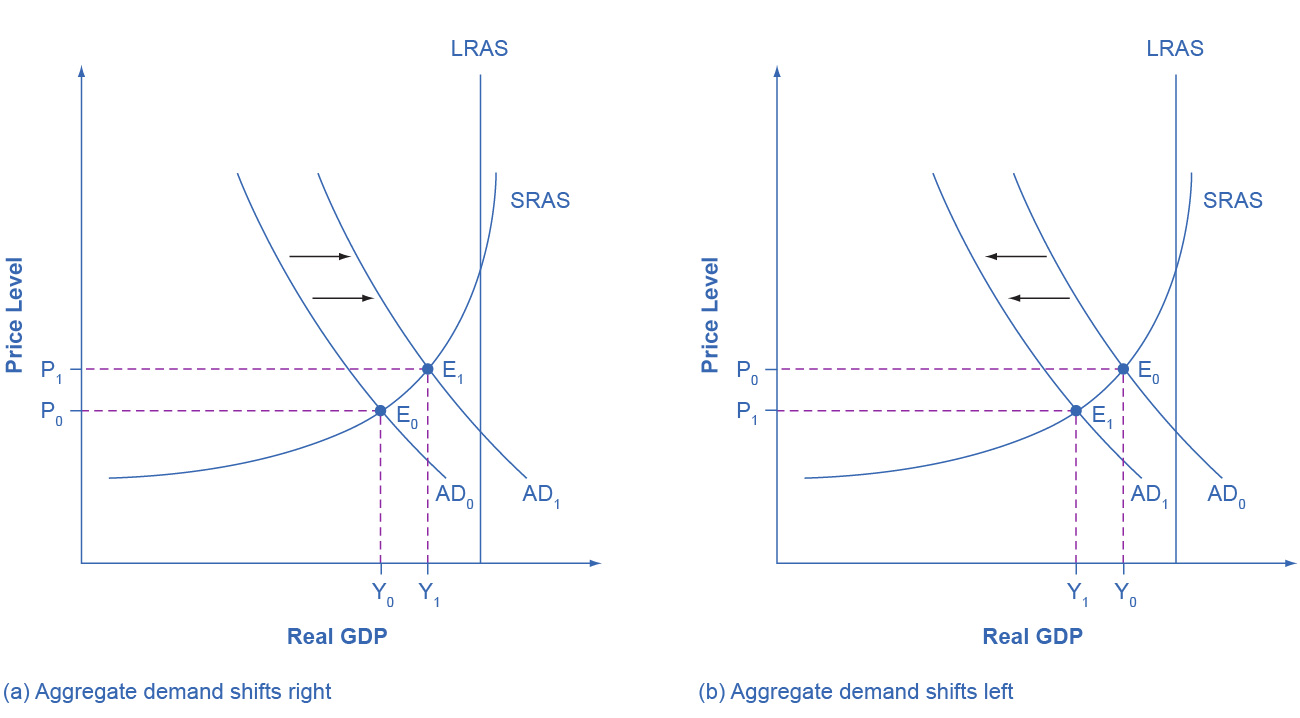 LRAS
SRAS
Price Level
P1
P0
E1
E0
AD0
AD1
Y0
Y1
Real GDP
(a) Aggregate demand shifts right
LRAS
SRAS
Price Level
P0
P1
E0
E1
AD1
AD0
Y1
Y0
Real GDP
(b) Aggregate demand shifts left